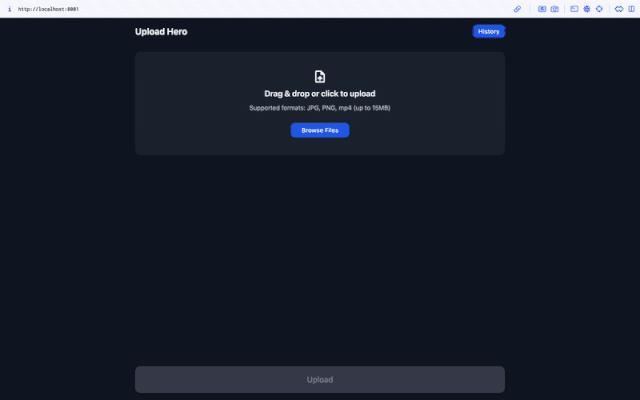 http://localhost:8081
Upload Hero
History
Drag & drop or click to upload
Supported formats: JPG, PNG, mp4 (up to 15MB)
Browse Files
Upload